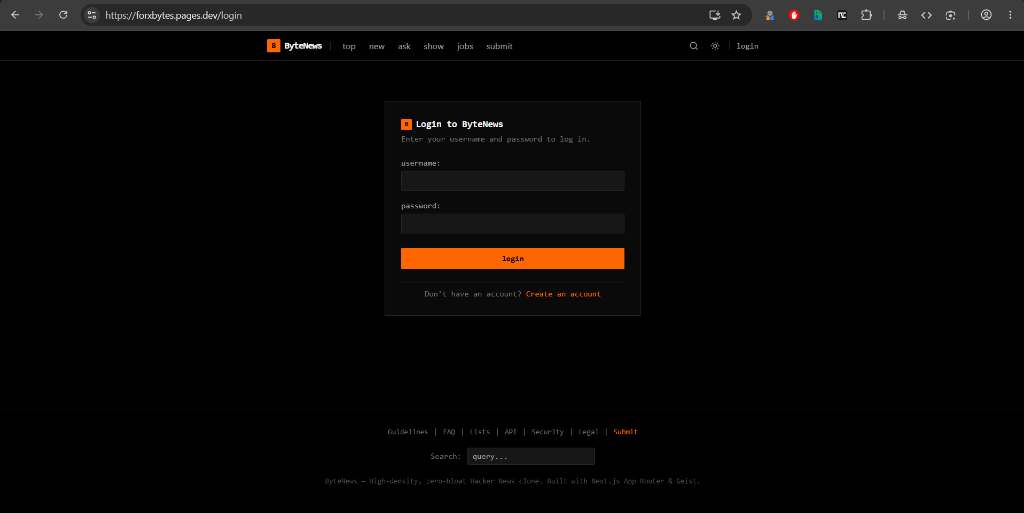 https://forxbytes.pages.dev/login
B ByteNews | top new ask show jobs submit | login
B Login to ByteNews
Enter your username and password to log in.
username:
password:
login
Don't have an account? Create an account
Guidelines | FAQ | Lists | API | Security | Legal | Submit
Search: query...
ByteNews — High-density, zero-bloat Hacker News clone. Built with Next.js App Router & Geist.